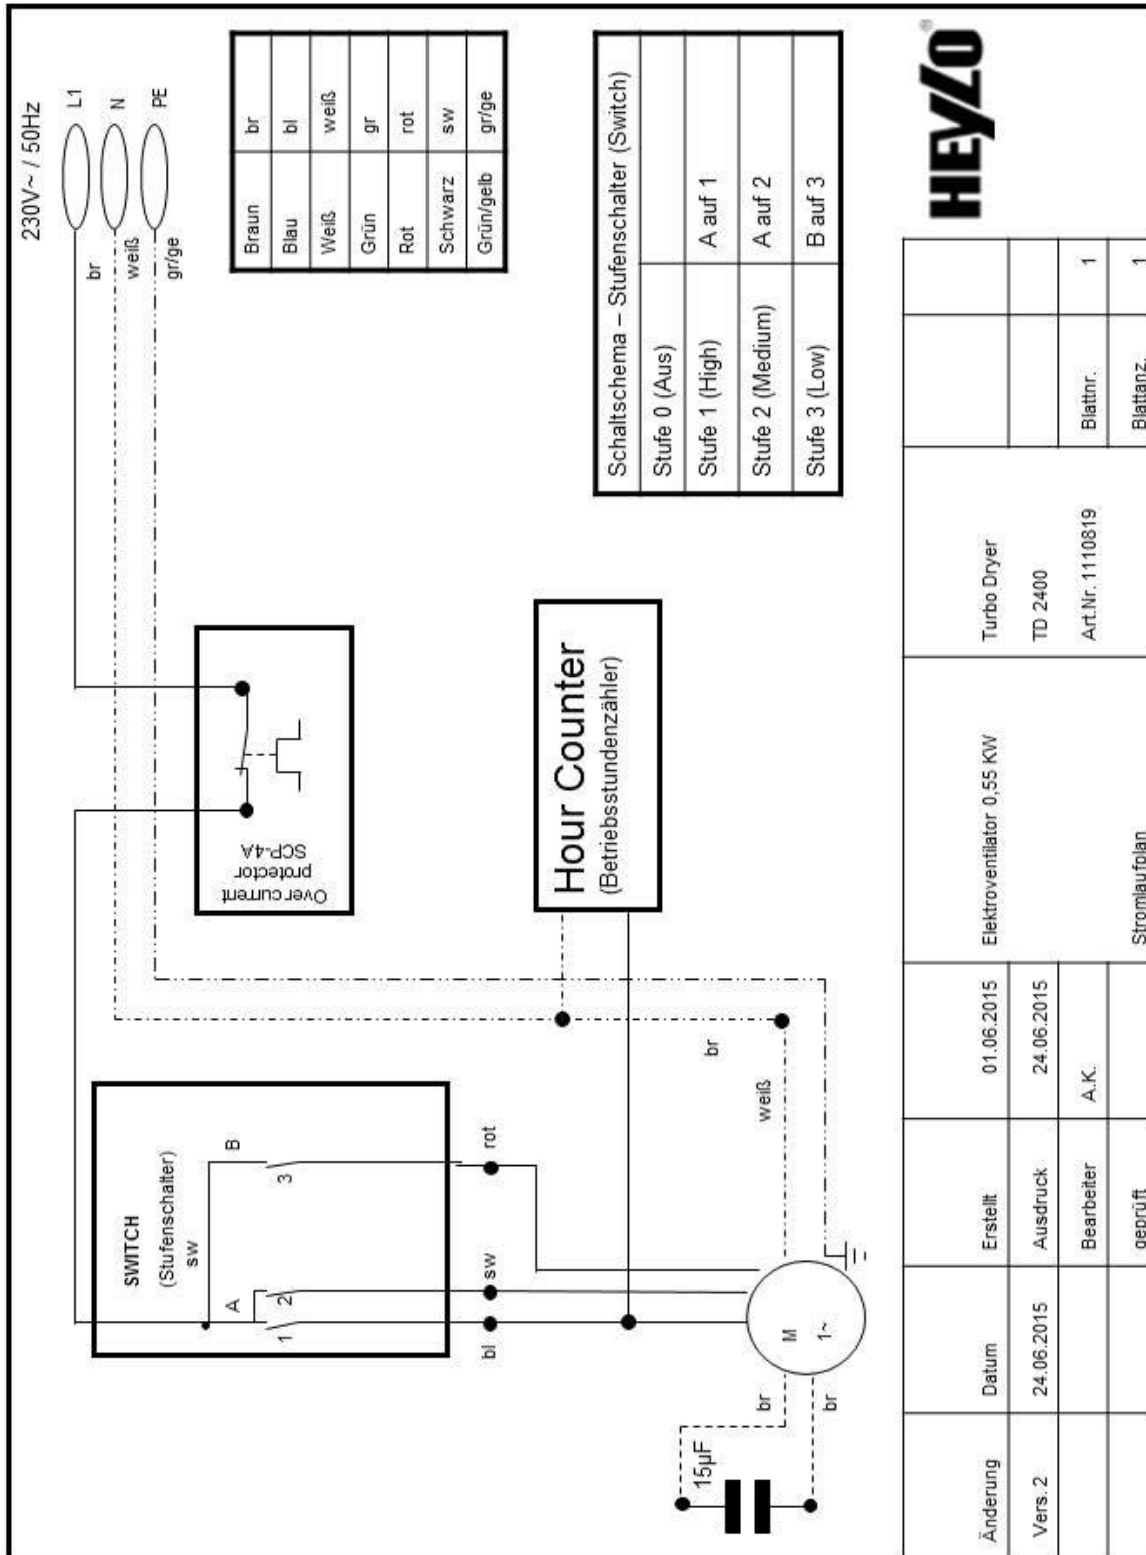 230V~ / 50Hz
L1
N
PE
br
weiß
gr/ge
Braun br
Blau bl
Weiß weiß
Grün gr
Rot rot
Schwarz sw
Grün/gelb gr/ge
Over current
protector
SCP-4A
SWITCH
(Stufenschalter)
sw
A
B
1
2
3
bl
sw
rot
Hour Counter
(Betriebsstundenzähler)
br
weiß
M
1~
br
br
15µF
Schaltschema – Stufenschalter (Switch)
Stufe 0 (Aus)
Stufe 1 (High) A auf 1
Stufe 2 (Medium) A auf 2
Stufe 3 (Low) B auf 3
HEYLO®
Änderung Datum Erstellt 01.06.2015 Elektroventilator 0,55 KW Turbo Dryer
Vers. 2 24.06.2015 Ausdruck 24.06.2015 TD 2400
Bearbeiter A.K. Art.Nr. 1110819 Blattnr. 1
geprüft Stromlaufplan Blattanz. 1